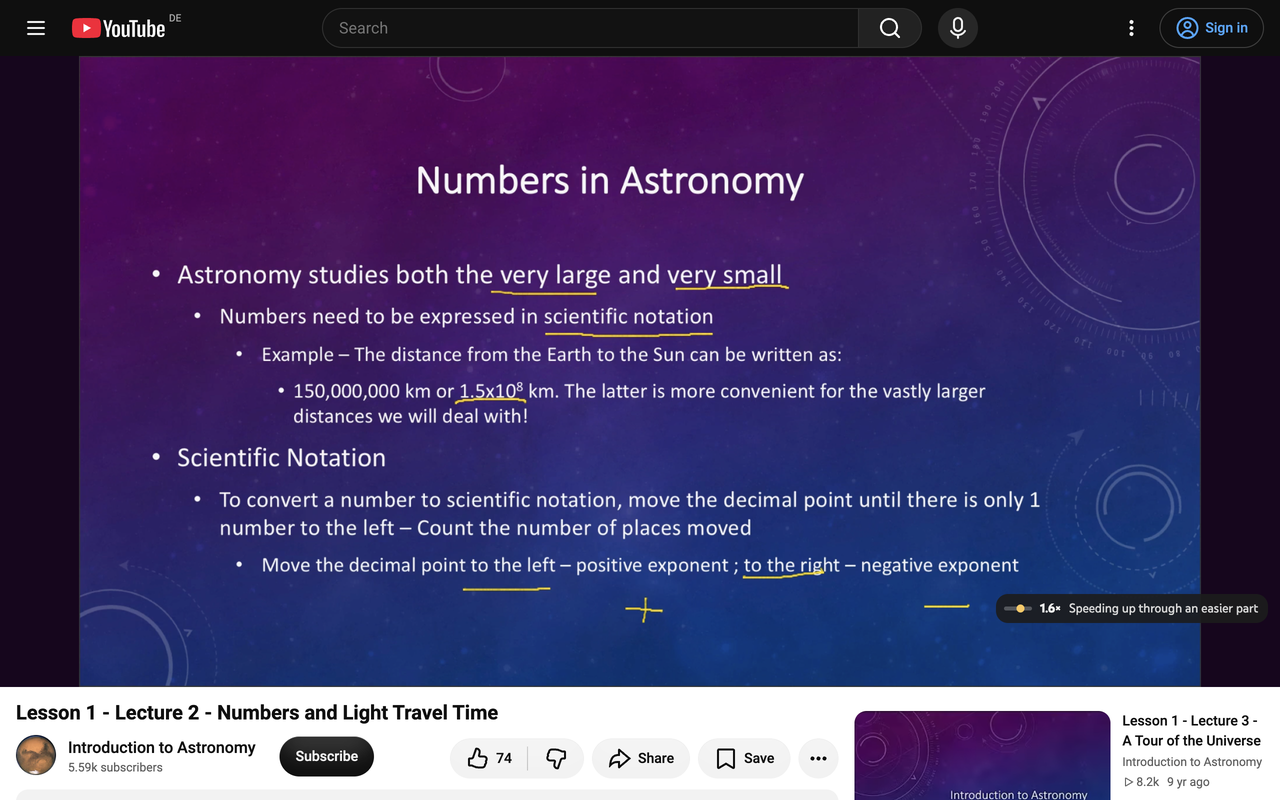 YouTube DE
Search
Sign in
Numbers in Astronomy
• Astronomy studies both the very large and very small
• Numbers need to be expressed in scientific notation
• Example – The distance from the Earth to the Sun can be written as:
• 150,000,000 km or 1.5x10⁸ km. The latter is more convenient for the vastly larger
distances we will deal with!
• Scientific Notation
• To convert a number to scientific notation, move the decimal point until there is only 1
number to the left – Count the number of places moved
• Move the decimal point to the left – positive exponent ; to the right – negative exponent
+ —
1.6× Speeding up through an easier part
Lesson 1 - Lecture 2 - Numbers and Light Travel Time
Introduction to Astronomy
5.59k subscribers
Subscribe
74
Share
Save
Introduction to Astronomy
Lesson 1 - Lecture 3 -
A Tour of the Universe
Introduction to Astronomy
8.2k 9 yr ago